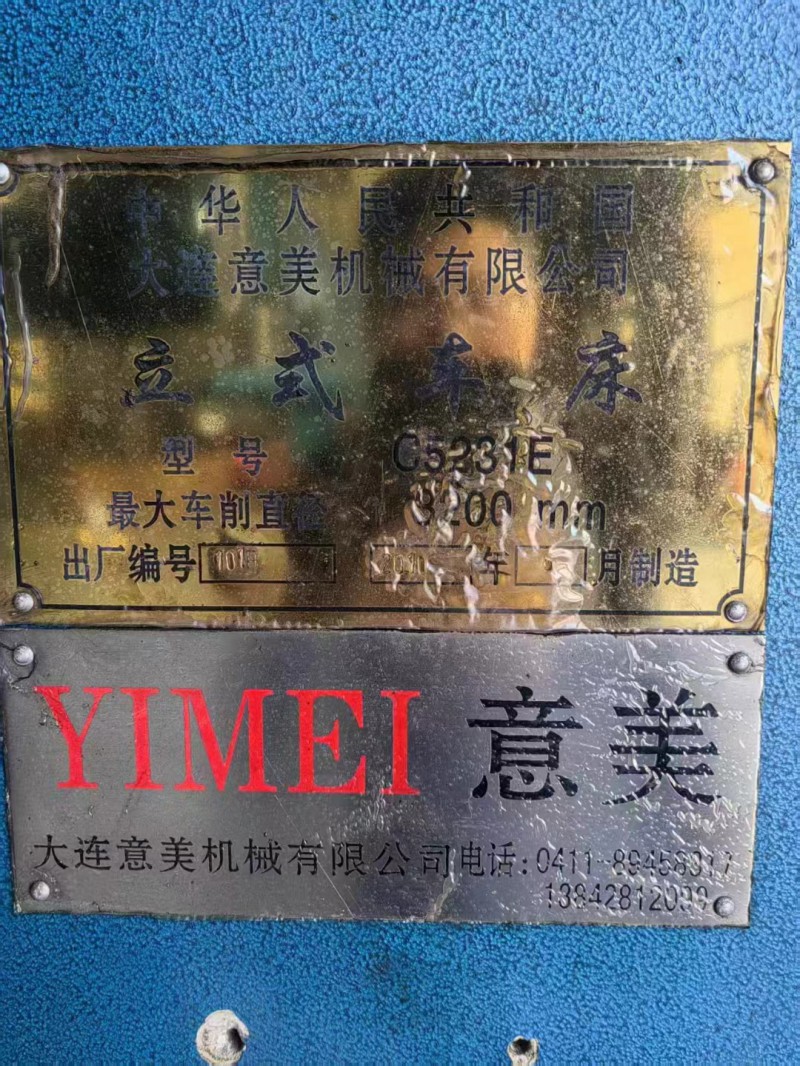 中华人民共和国
大连意美机械有限公司
立式车床
型号 C5231E
最大车削直径 3200 mm
出厂编号 年 月制造
YIMEI 意美
大连意美机械有限公司电话:0411-89458917